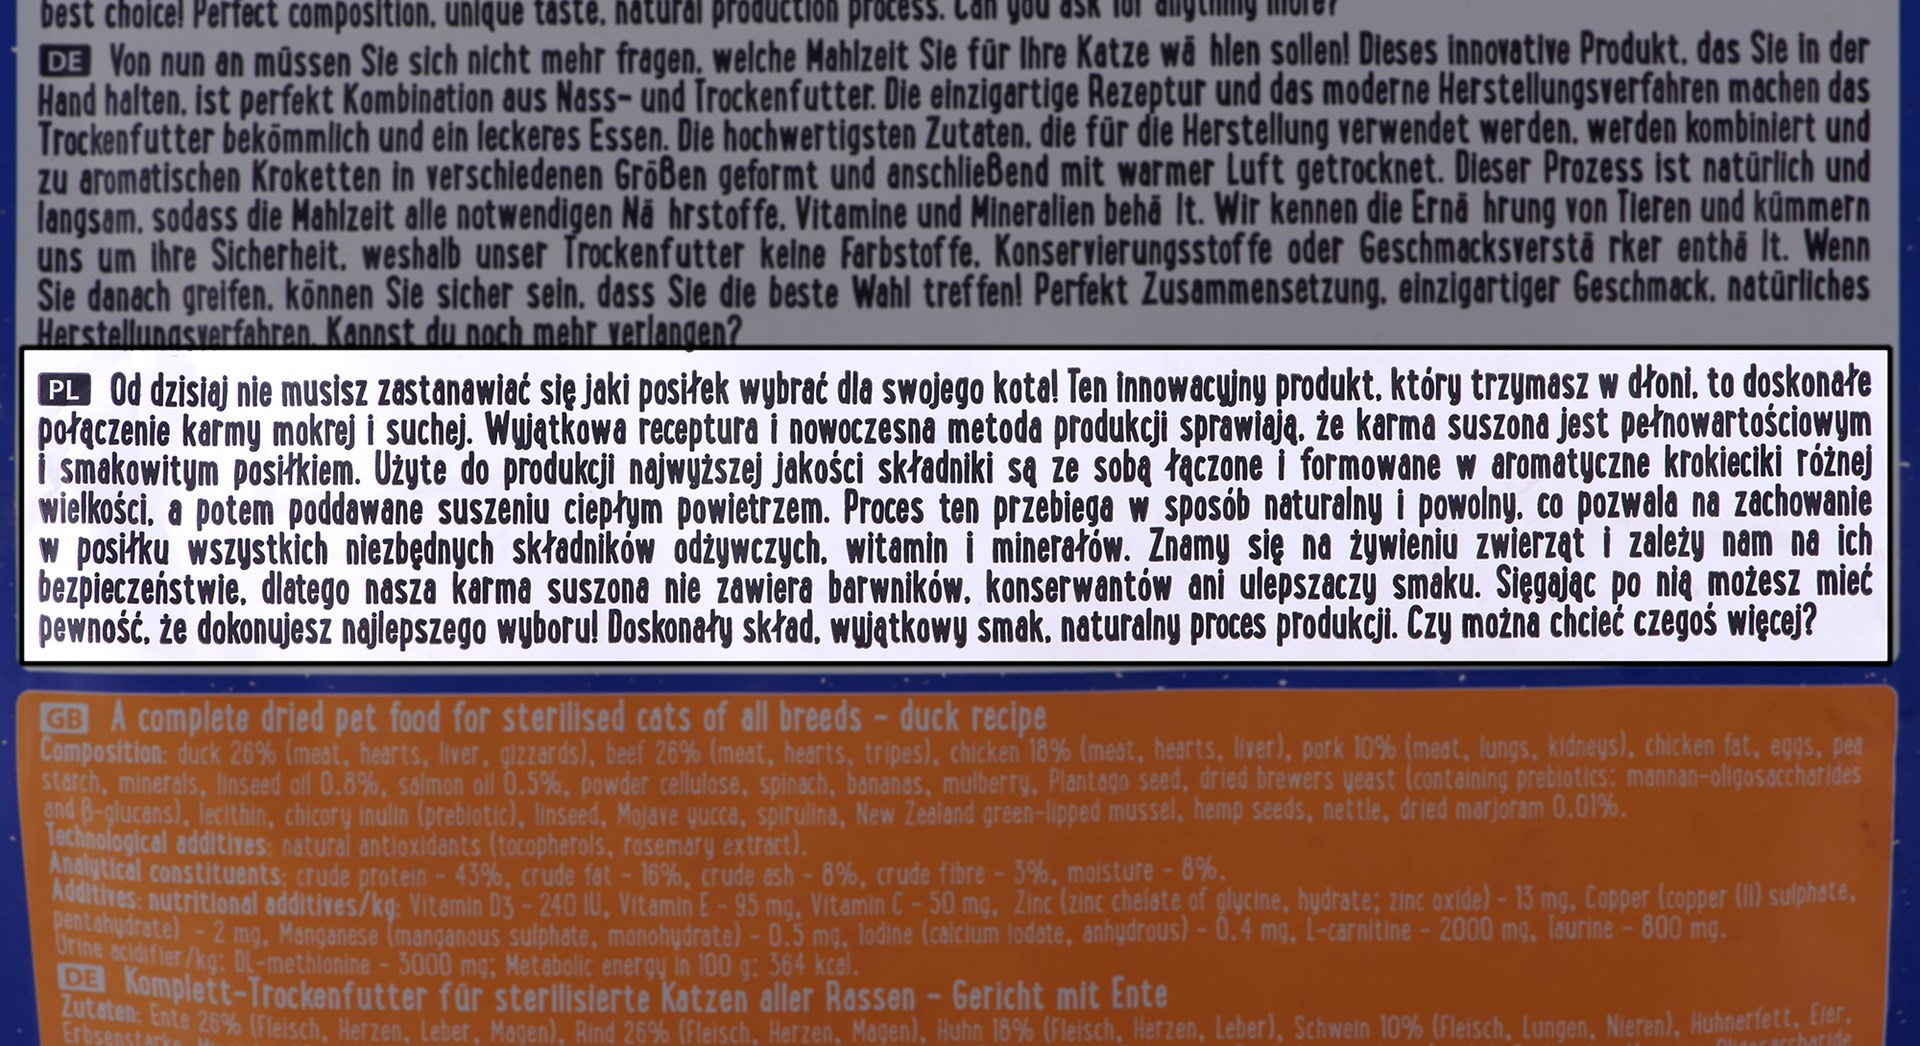 best choice! Perfect composition, unique taste, natural production process. Can you ask for anything more?
DE Von nun an müssen Sie sich nicht mehr fragen, welche Mahlzeit Sie für Ihre Katze wä hlen sollen! Dieses innovative Produkt, das Sie in der
Hand halten, ist perfekt Kombination aus Nass- und Trockenfutter. Die einzigartige Rezeptur und das moderne Herstellungsverfahren machen das
Trockenfutter bekömmlich und ein leckeres Essen. Die hochwertigsten Zutaten, die für die Herstellung verwendet werden, werden kombiniert und
zu aromatischen Kroketten in verschiedenen Größen geformt und anschließend mit warmer Luft getrocknet. Dieser Prozess ist natürlich und
langsam, sodass die Mahlzeit alle notwendigen Nä hrstoffe, Vitamine und Mineralien behä lt. Wir kennen die Ernä hrung von Tieren und kümmern
uns um ihre Sicherheit, weshalb unser Trockenfutter keine Farbstoffe, Konservierungsstoffe oder Geschmacksverstä rker enthä lt. Wenn
Sie danach greifen, können Sie sicher sein, dass Sie die beste Wahl treffen! Perfekt Zusammensetzung, einzigartiger Geschmack, natürliches
Herstellungsverfahren. Kannst du noch mehr verlangen?
PL Od dzisiaj nie musisz zastanawiać się jaki posiłek wybrać dla swojego kota! Ten innowacyjny produkt, który trzymasz w dłoni, to doskonałe
połączenie karmy mokrej i suchej. Wyjątkowa receptura i nowoczesna metoda produkcji sprawiają, że karma suszona jest pełnowartościowym
i smakowitym posiłkiem. Użyte do produkcji najwyższej jakości składniki są ze sobą łączone i formowane w aromatyczne krokieciki różnej
wielkości, a potem poddawane suszeniu ciepłym powietrzem. Proces ten przebiega w sposób naturalny i powolny, co pozwala na zachowanie
w posiłku wszystkich niezbędnych składników odżywczych, witamin i minerałów. Znamy się na żywieniu zwierząt i zależy nam na ich
bezpieczeństwie, dlatego nasza karma suszona nie zawiera barwników, konserwantów ani ulepszaczy smaku. Sięgając po nią możesz mieć
pewność, że dokonujesz najlepszego wyboru! Doskonały skład, wyjątkowy smak, naturalny proces produkcji. Czy można chcieć czegoś więcej?
GB A complete dried pet food for sterilised cats of all breeds – duck recipe
Composition: duck 26% (meat, hearts, liver, gizzards), beef 26% (meat, hearts, tripes), chicken 18% (meat, hearts, liver), pork 10% (meat, lungs, kidneys), chicken fat, eggs, pea
starch, minerals, linseed oil 0.8%, salmon oil 0.5%, powder cellulose, spinach, bananas, mulberry, Plantago seed, dried brewers yeast (containing prebiotics: mannan-oligosaccharides
and β-glucans), lecithin, chicory inulin (prebiotic), linseed, Mojave yucca, spirulina, New Zealand green-lipped mussel, hemp seeds, nettle, dried marjoram 0.01%.
Technological additives: natural antioxidants (tocopherols, rosemary extract).
Analytical constituents: crude protein – 43%, crude fat – 16%, crude ash – 8%, crude fibre – 3%, moisture – 8%.
Additives: nutritional additives/kg: Vitamin D3 – 240 IU, Vitamin E – 95 mg, Vitamin C – 50 mg, Zinc (zinc chelate of glycine, hydrate; zinc oxide) – 13 mg, Copper (copper (II) sulphate,
pentahydrate) – 2 mg, Manganese (manganous sulphate, monohydrate) – 0.5 mg, Iodine (calcium iodate, anhydrous) – 0.4 mg, L-carnitine – 2000 mg, Taurine – 800 mg.
Urine acidifier/kg: DL-methionine – 3000 mg; Metabolic energy in 100 g: 364 kcal.
DE Komplett-Trockenfutter für sterilisierte Katzen aller Rassen – Gericht mit Ente
Zutaten: Ente 26% (Fleisch, Herzen, Leber, Magen), Rind 26% (Fleisch, Herzen, Magen), Huhn 18% (Fleisch, Herzen, Leber), Schwein 10% (Fleisch, Lungen, Nieren), Hühnerfett, Eier,